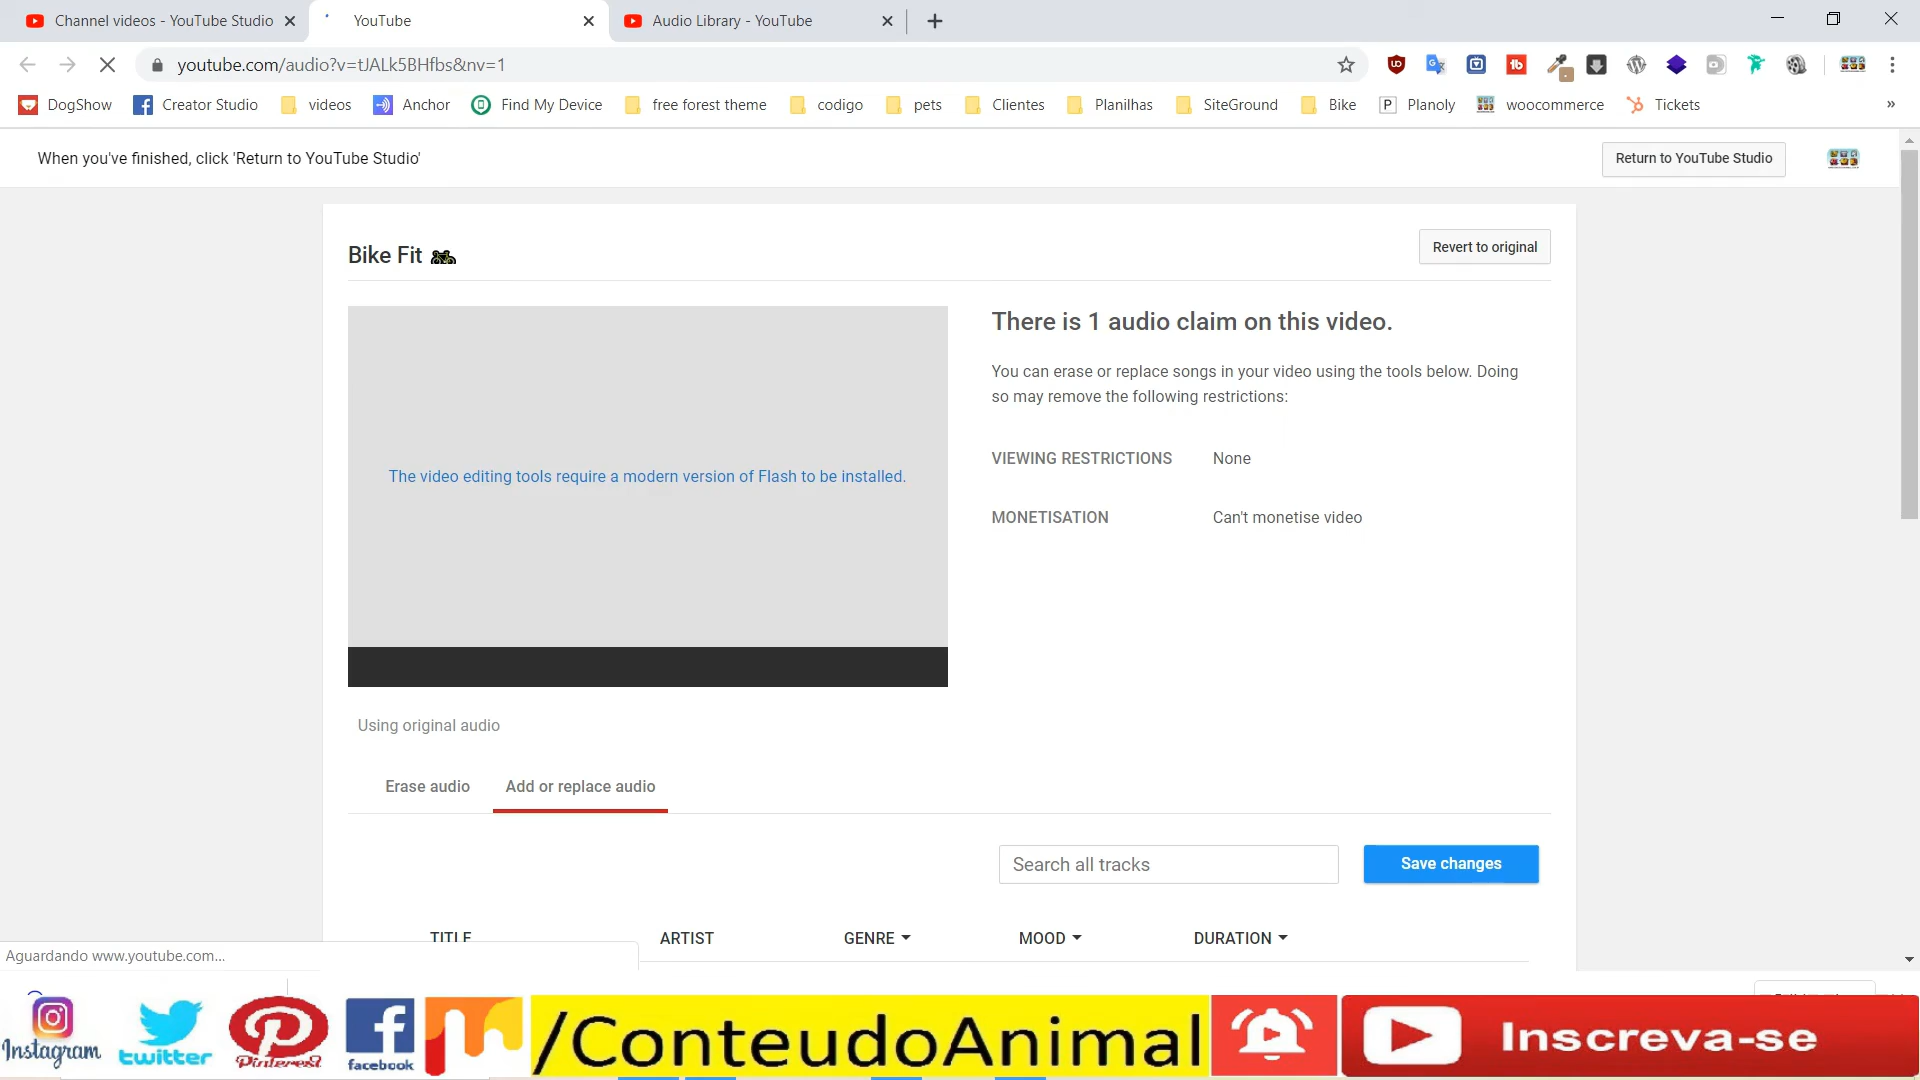 Channel videos - YouTube Studio
YouTube
Audio Library - YouTube
youtube.com/audio?v=tJALk5BHfbs&nv=1
DogShow
Creator Studio
videos
Anchor
Find My Device
free forest theme
codigo
pets
Clientes
Planilhas
SiteGround
Bike
Planoly
woocommerce
Tickets
When you've finished, click 'Return to YouTube Studio'
Return to YouTube Studio
Bike Fit
Revert to original
The video editing tools require a modern version of Flash to be installed.
There is 1 audio claim on this video.
You can erase or replace songs in your video using the tools below. Doing
so may remove the following restrictions:
VIEWING RESTRICTIONS None
MONETISATION Can't monetise video
Using original audio
Erase audio
Add or replace audio
Search all tracks
Save changes
TITLE
ARTIST
GENRE
MOOD
DURATION
Aguardando www.youtube.com...
Instagram
twitter
Pinterest
facebook
/ConteudoAnimal
Inscreva-se